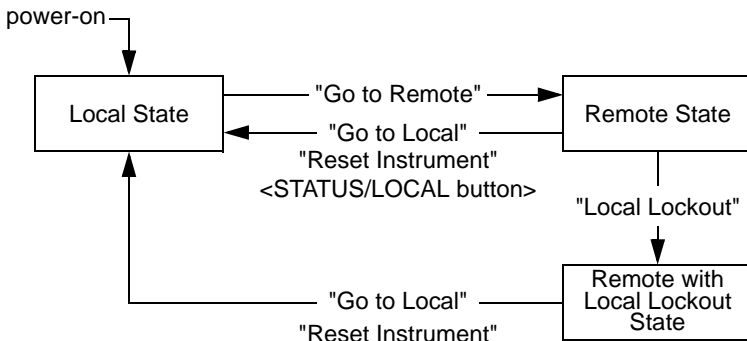 power-on
Local State
"Go to Remote"
Remote State
"Go to Local"
"Reset Instrument"
<STATUS/LOCAL button>
"Local Lockout"
Remote with
Local Lockout
State
"Go to Local"
"Reset Instrument"